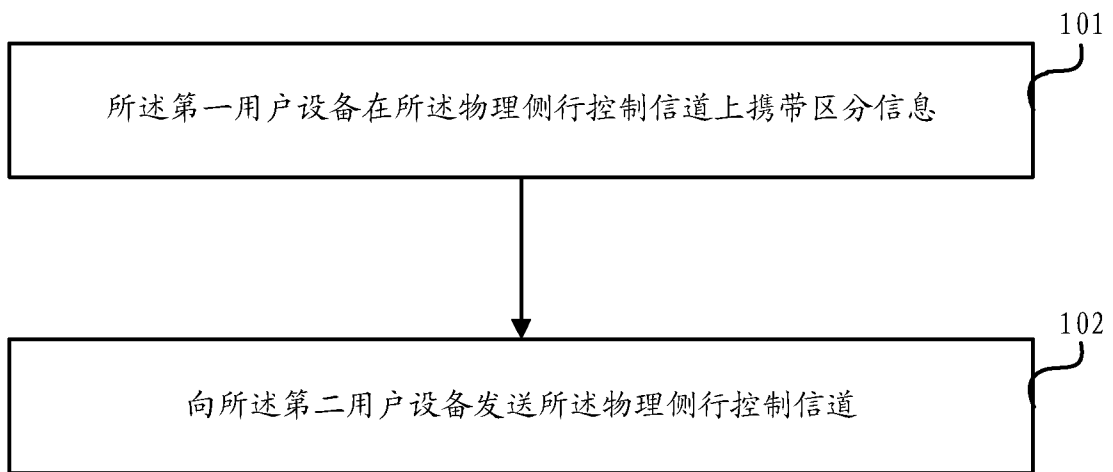 101
所述第一用户设备在所述物理侧行控制信道上携带区分信息
102
向所述第二用户设备发送所述物理侧行控制信道